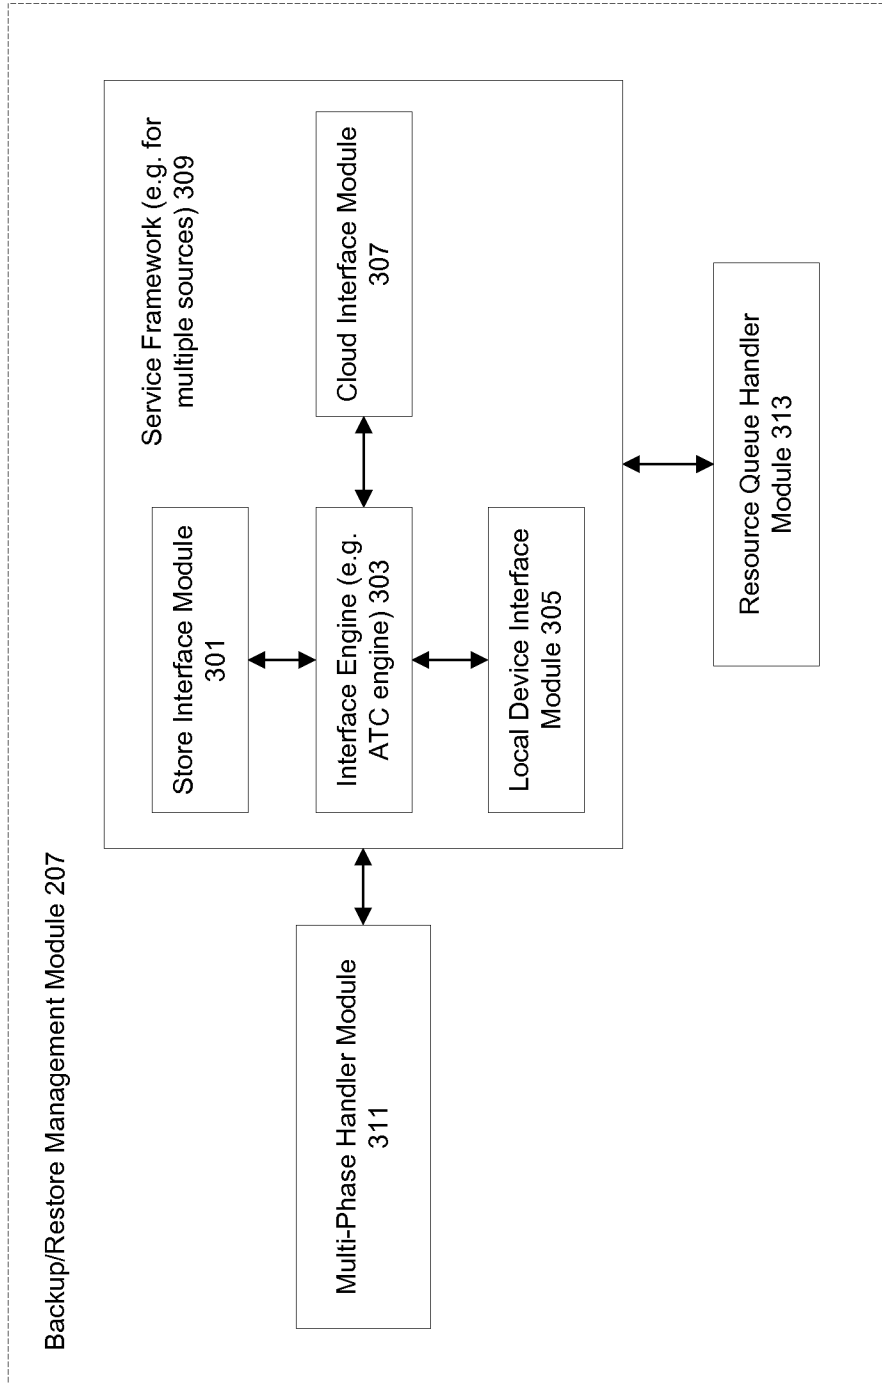 Backup/Restore Management Module 207
Multi-Phase Handler Module
311
Service Framework (e.g. for
multiple sources) 309
Store Interface Module
301
Interface Engine (e.g.
ATC engine) 303
Cloud Interface Module
307
Local Device Interface
Module 305
Resource Queue Handler
Module 313